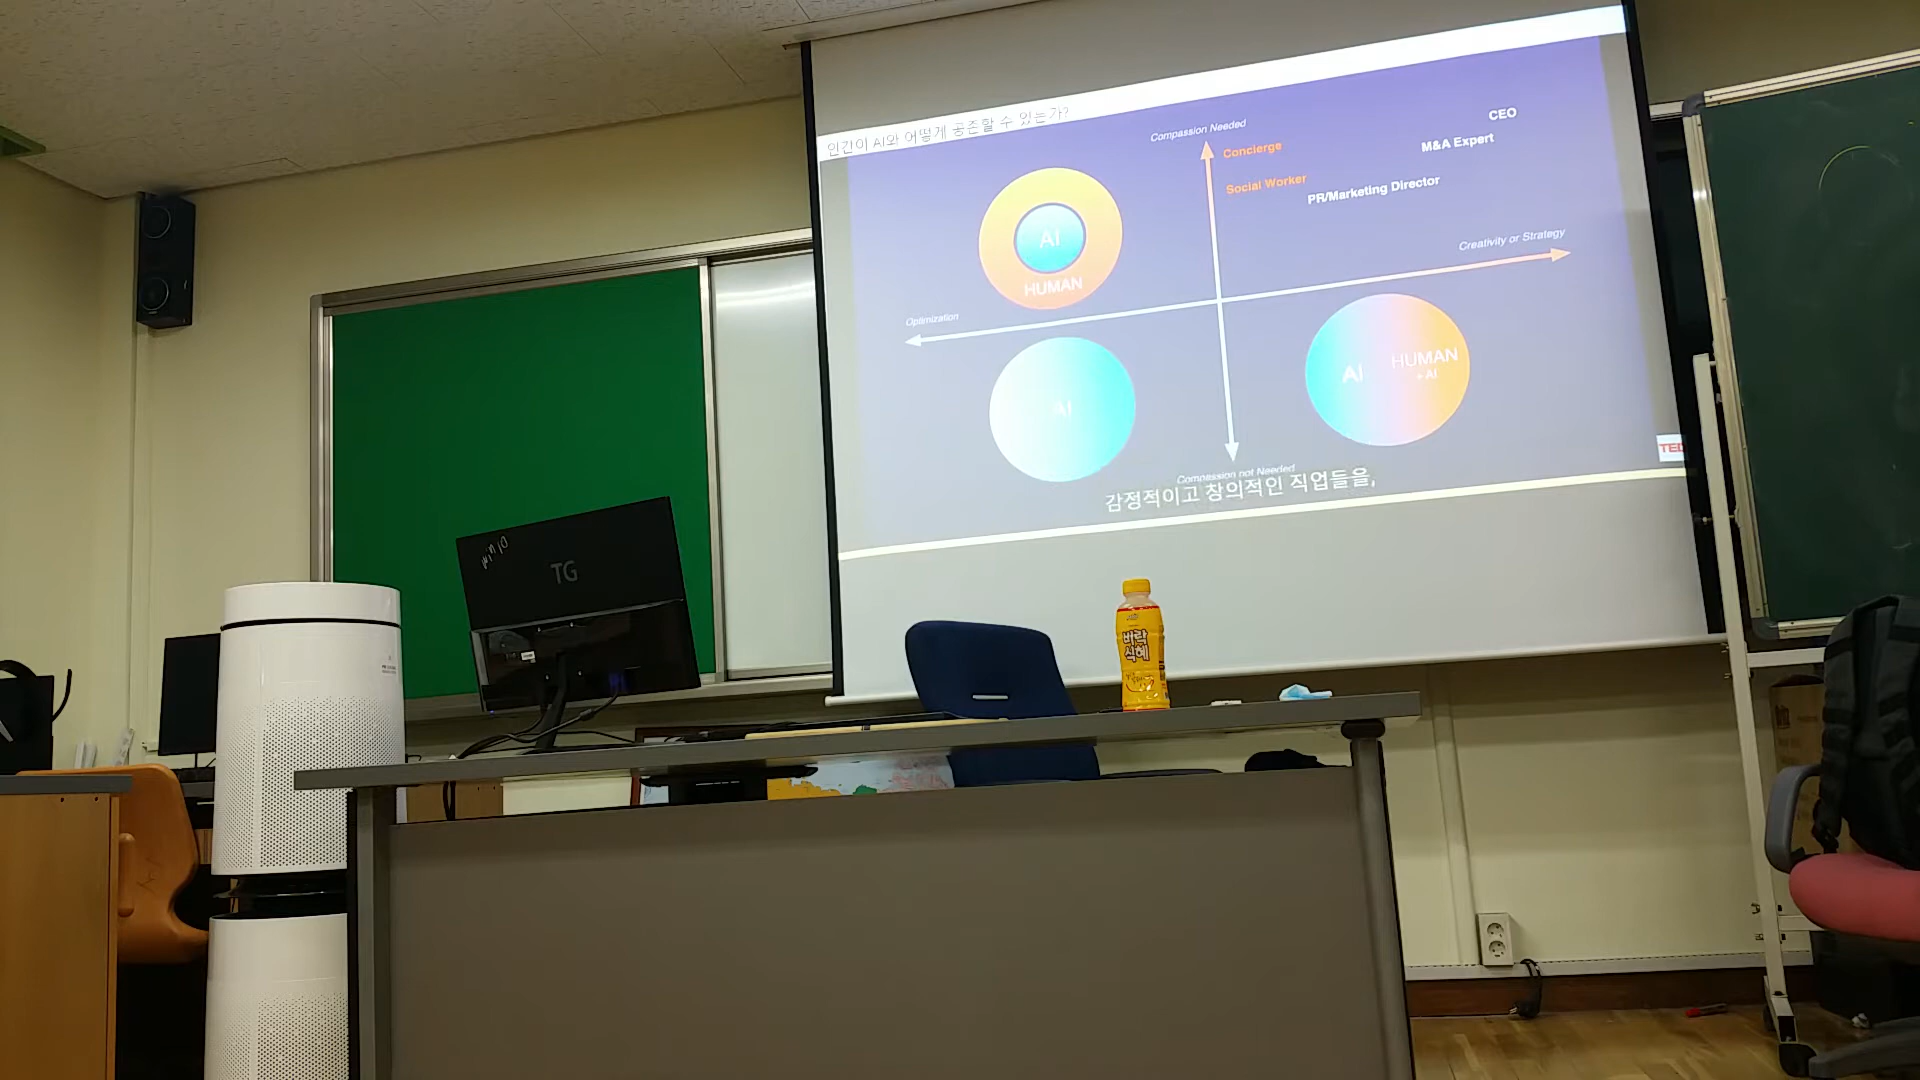 인간이 AI와 어떻게 공존할 수 있는가?
Compassion Needed
CEO
Concierge
M&A Expert
Social Worker
PR/Marketing Director
AI
HUMAN
Creativity or Strategy
Optimization
AI
AI
HUMAN
+ AI
Compassion not Needed
TED
감정적이고 창의적인 직업들을,
TG
버락
식혜